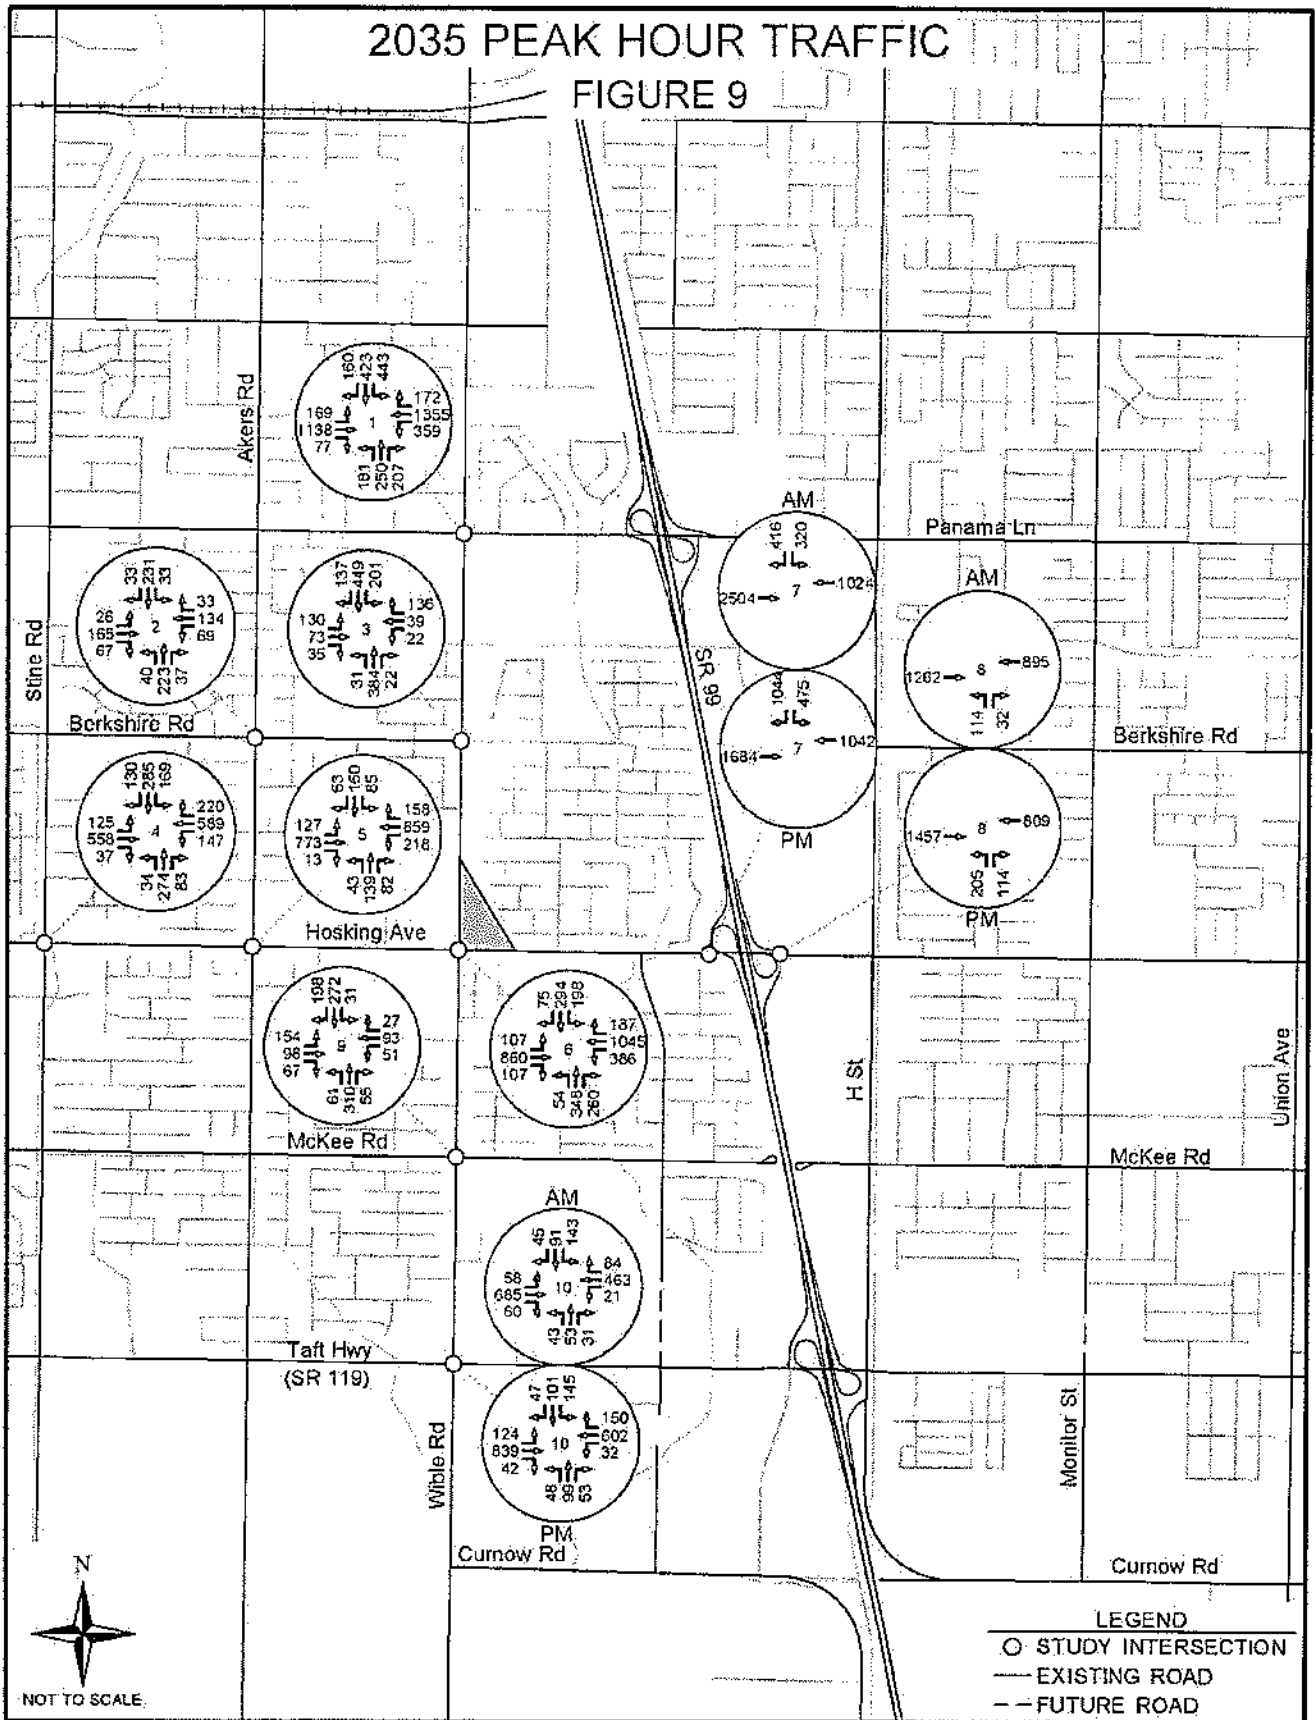 2035 PEAK HOUR TRAFFIC
FIGURE 9
Akers Rd
160 423 443
169
1138
77
1
172
1355
359
181 250 207
Panama Ln
AM
416 320
2504
7
AM
33 231 33
26
165
67
2
33
134
69
40 223 37
137 449 201
130
73
35
3
136
39
22
31 384 22
1262
8
895
114 32
Stine Rd
SR 99
Berkshire Rd
Berkshire Rd
1044 475
1684
7
1042
PM
130 285 169
125
558
37
4
220
589
147
34 274 83
63 160 85
127
773
13
5
158
859
218
43 139 82
1457
8
809
205 114
PM
Hosking Ave
198 272 31
154
98
67
27
93
51
61 310 55
75 294 198
107
860
107
6
187
1045
386
54 348 260
H St
Union Ave
McKee Rd
McKee Rd
AM
45 91 143
58
685
60
10
84
463
21
43 53 31
Taft Hwy
(SR 119)
47 101 145
124
839
42
10
150
602
32
48 99 53
PM
Wible Rd
Monitor St
Curnow Rd
Curnow Rd
N
NOT TO SCALE
LEGEND
STUDY INTERSECTION
EXISTING ROAD
FUTURE ROAD